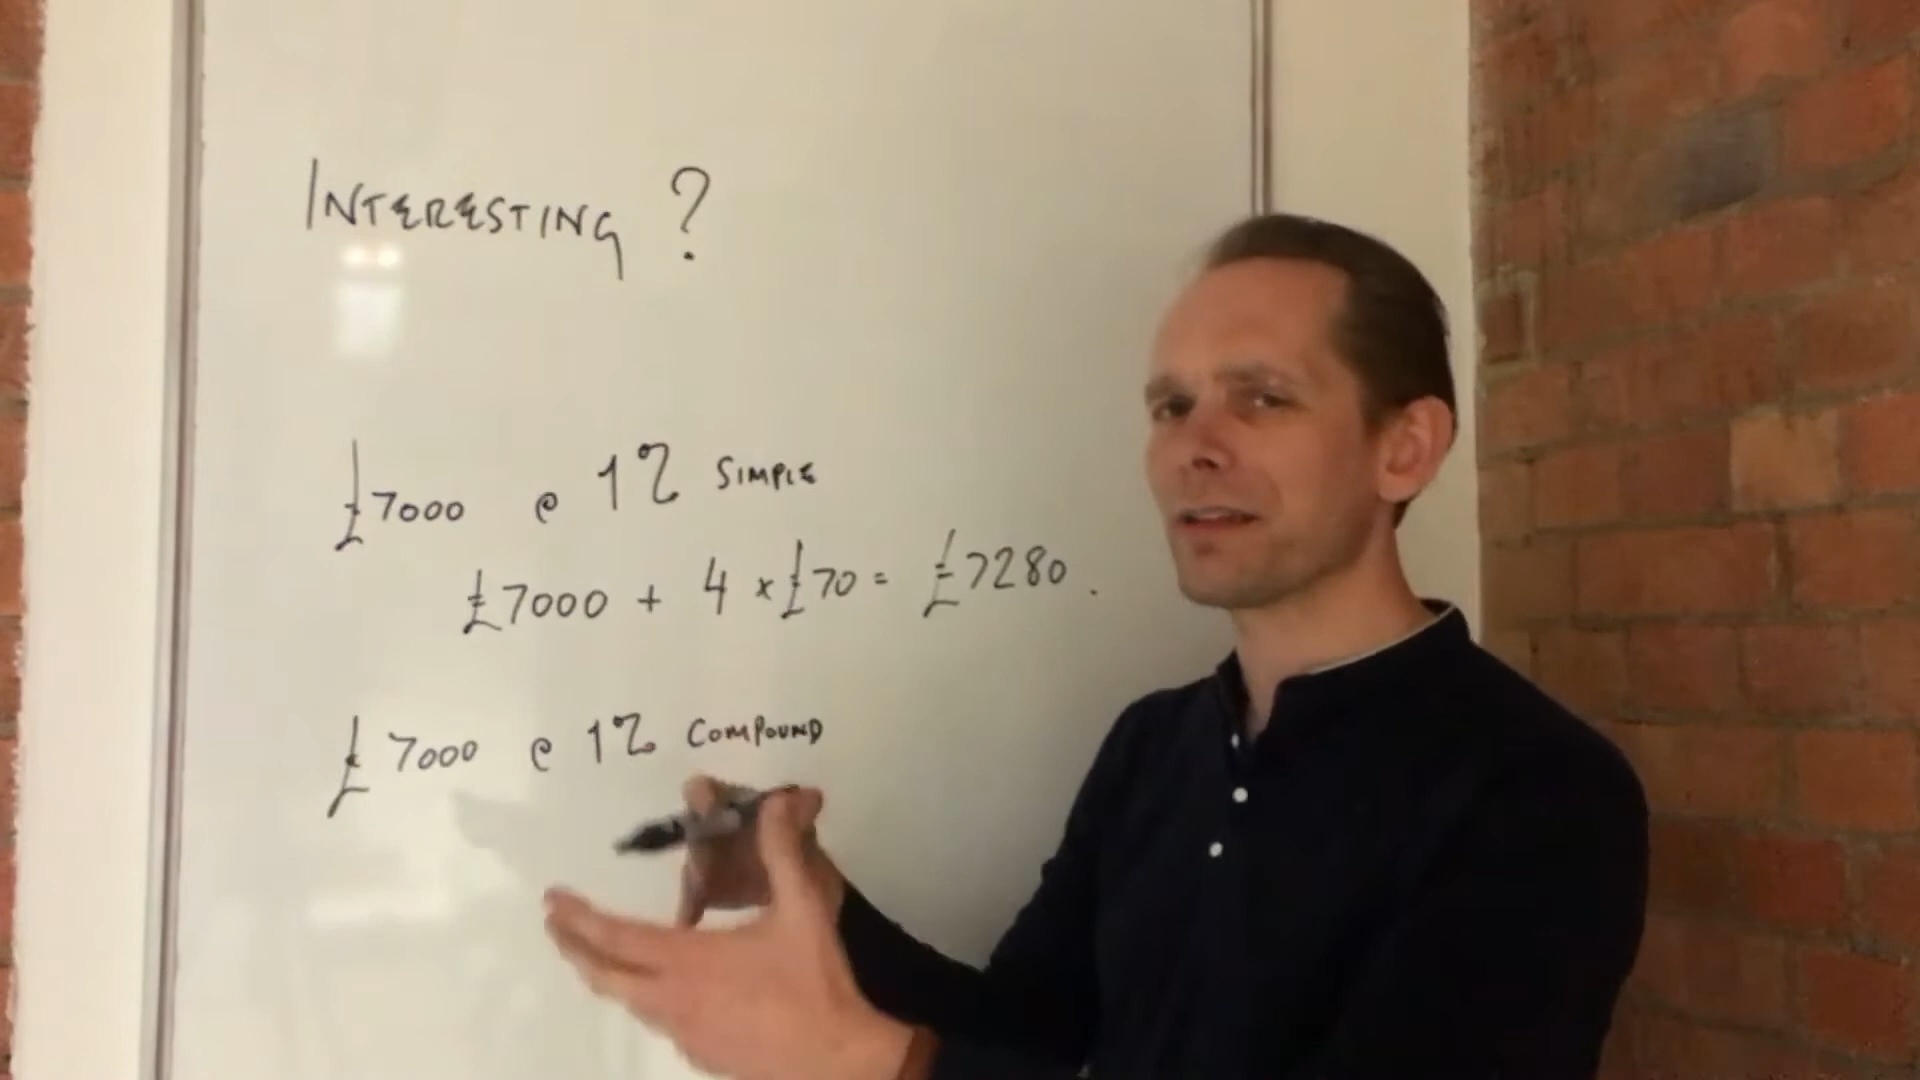 INTERESTING ?
£7000 @ 1% SIMPLE
£7000 + 4 x £70 = £7280.
£7000 @ 1% COMPOUND